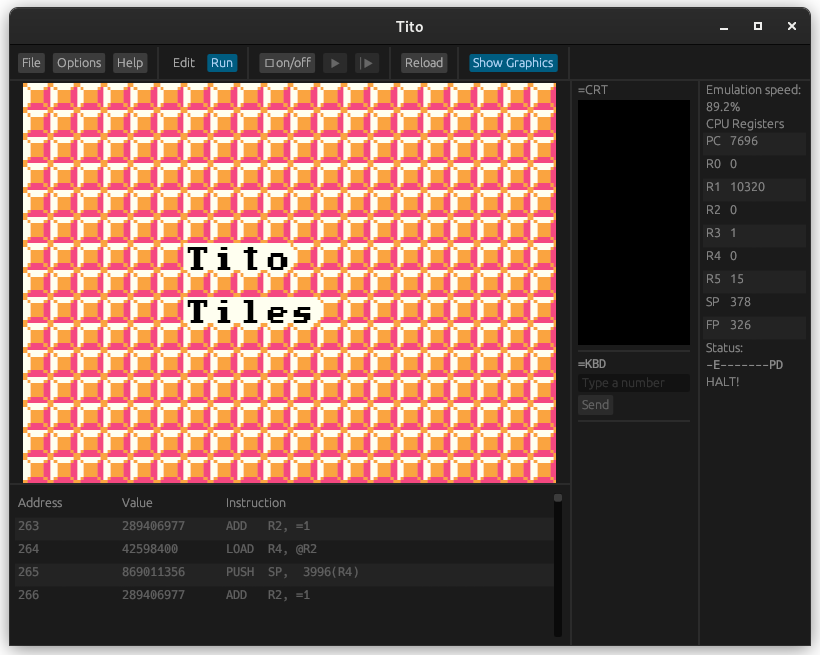 Tito
File Options Help Edit Run on/off Reload Show Graphics
Tito
Tiles
=CRT
=KBD
Type a number
Send
Emulation speed:
89.2%
CPU Registers
PC 7696
R0 0
R1 10320
R2 0
R3 1
R4 0
R5 15
SP 378
FP 326
Status:
-E-------PD
HALT!
Address Value Instruction
263 289406977 ADD R2, =1
264 42598400 LOAD R4, @R2
265 869011356 PUSH SP, 3996(R4)
266 289406977 ADD R2, =1